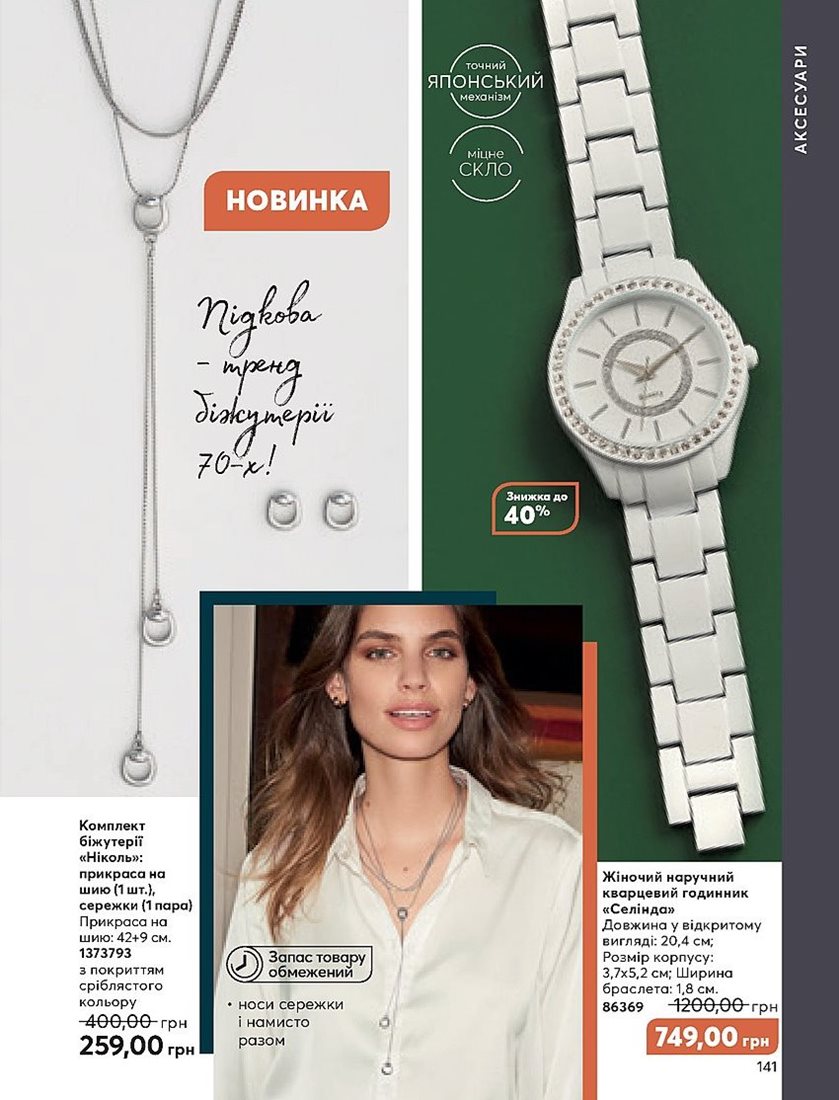 точний
ЯПОНСЬКИЙ
механізм
міцне
СКЛО
АКСЕСУАРИ
НОВИНКА
Підкова
- тренд
біжутерії
70-х!
QUARTZ
Знижка до
40%
Комплект
біжутерії
«Ніколь»:
прикраса на
шию (1 шт.),
сережки (1 пара)
Прикраса на
шию: 42+9 см.
1373793
з покриттям
сріблястого
кольору
400,00 грн
259,00 грн
Запас товару
обмежений
• носи сережки
і намисто
разом
Жіночий наручний
кварцевий годинник
«Селінда»
Довжина у відкритому
вигляді: 20,4 см;
Розмір корпусу:
3,7х5,2 см; Ширина
браслета: 1,8 см.
86369 1200,00 грн
749,00 грн
141